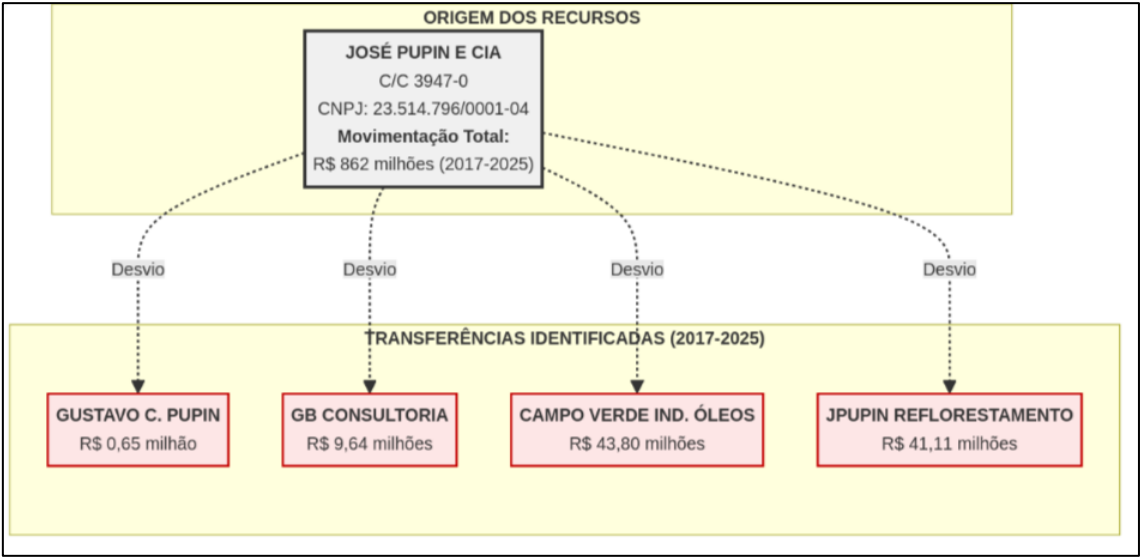 ORIGEM DOS RECURSOS
JOSÉ PUPIN E CIA
C/C 3947-0
CNPJ: 23.514.796/0001-04
Movimentação Total:
R$ 862 milhões (2017-2025)
Desvio
Desvio
Desvio
Desvio
TRANSFERÊNCIAS IDENTIFICADAS (2017-2025)
GUSTAVO C. PUPIN
R$ 0,65 milhão
GB CONSULTORIA
R$ 9,64 milhões
CAMPO VERDE IND. ÓLEOS
R$ 43,80 milhões
JPUPIN REFLORESTAMENTO
R$ 41,11 milhões